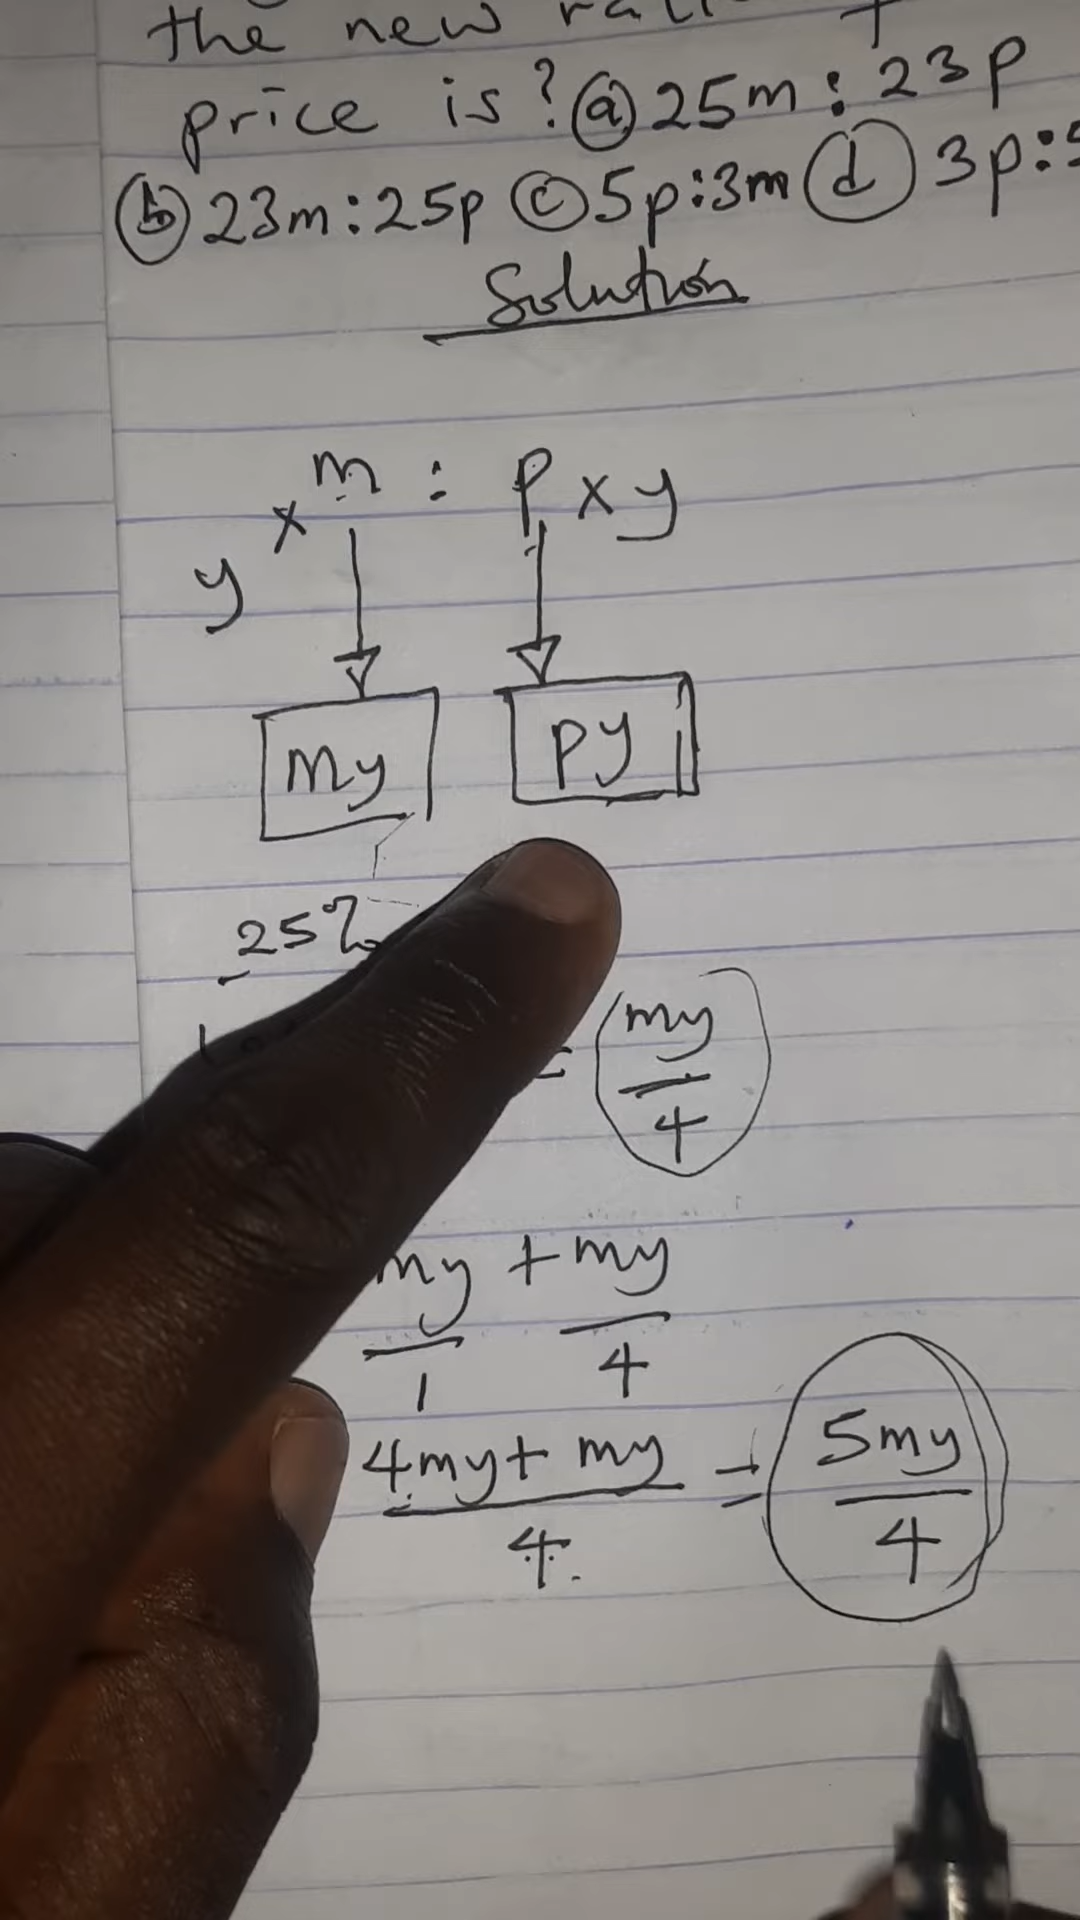 the new
price is? (a) 25m : 23p
(b) 23m : 25p (c) 5p : 3m (d) 3p :
Solution
m : p x y
x
y
my py
25%
= my/4
my/1 + my/4
4my + my/4 = 5my/4